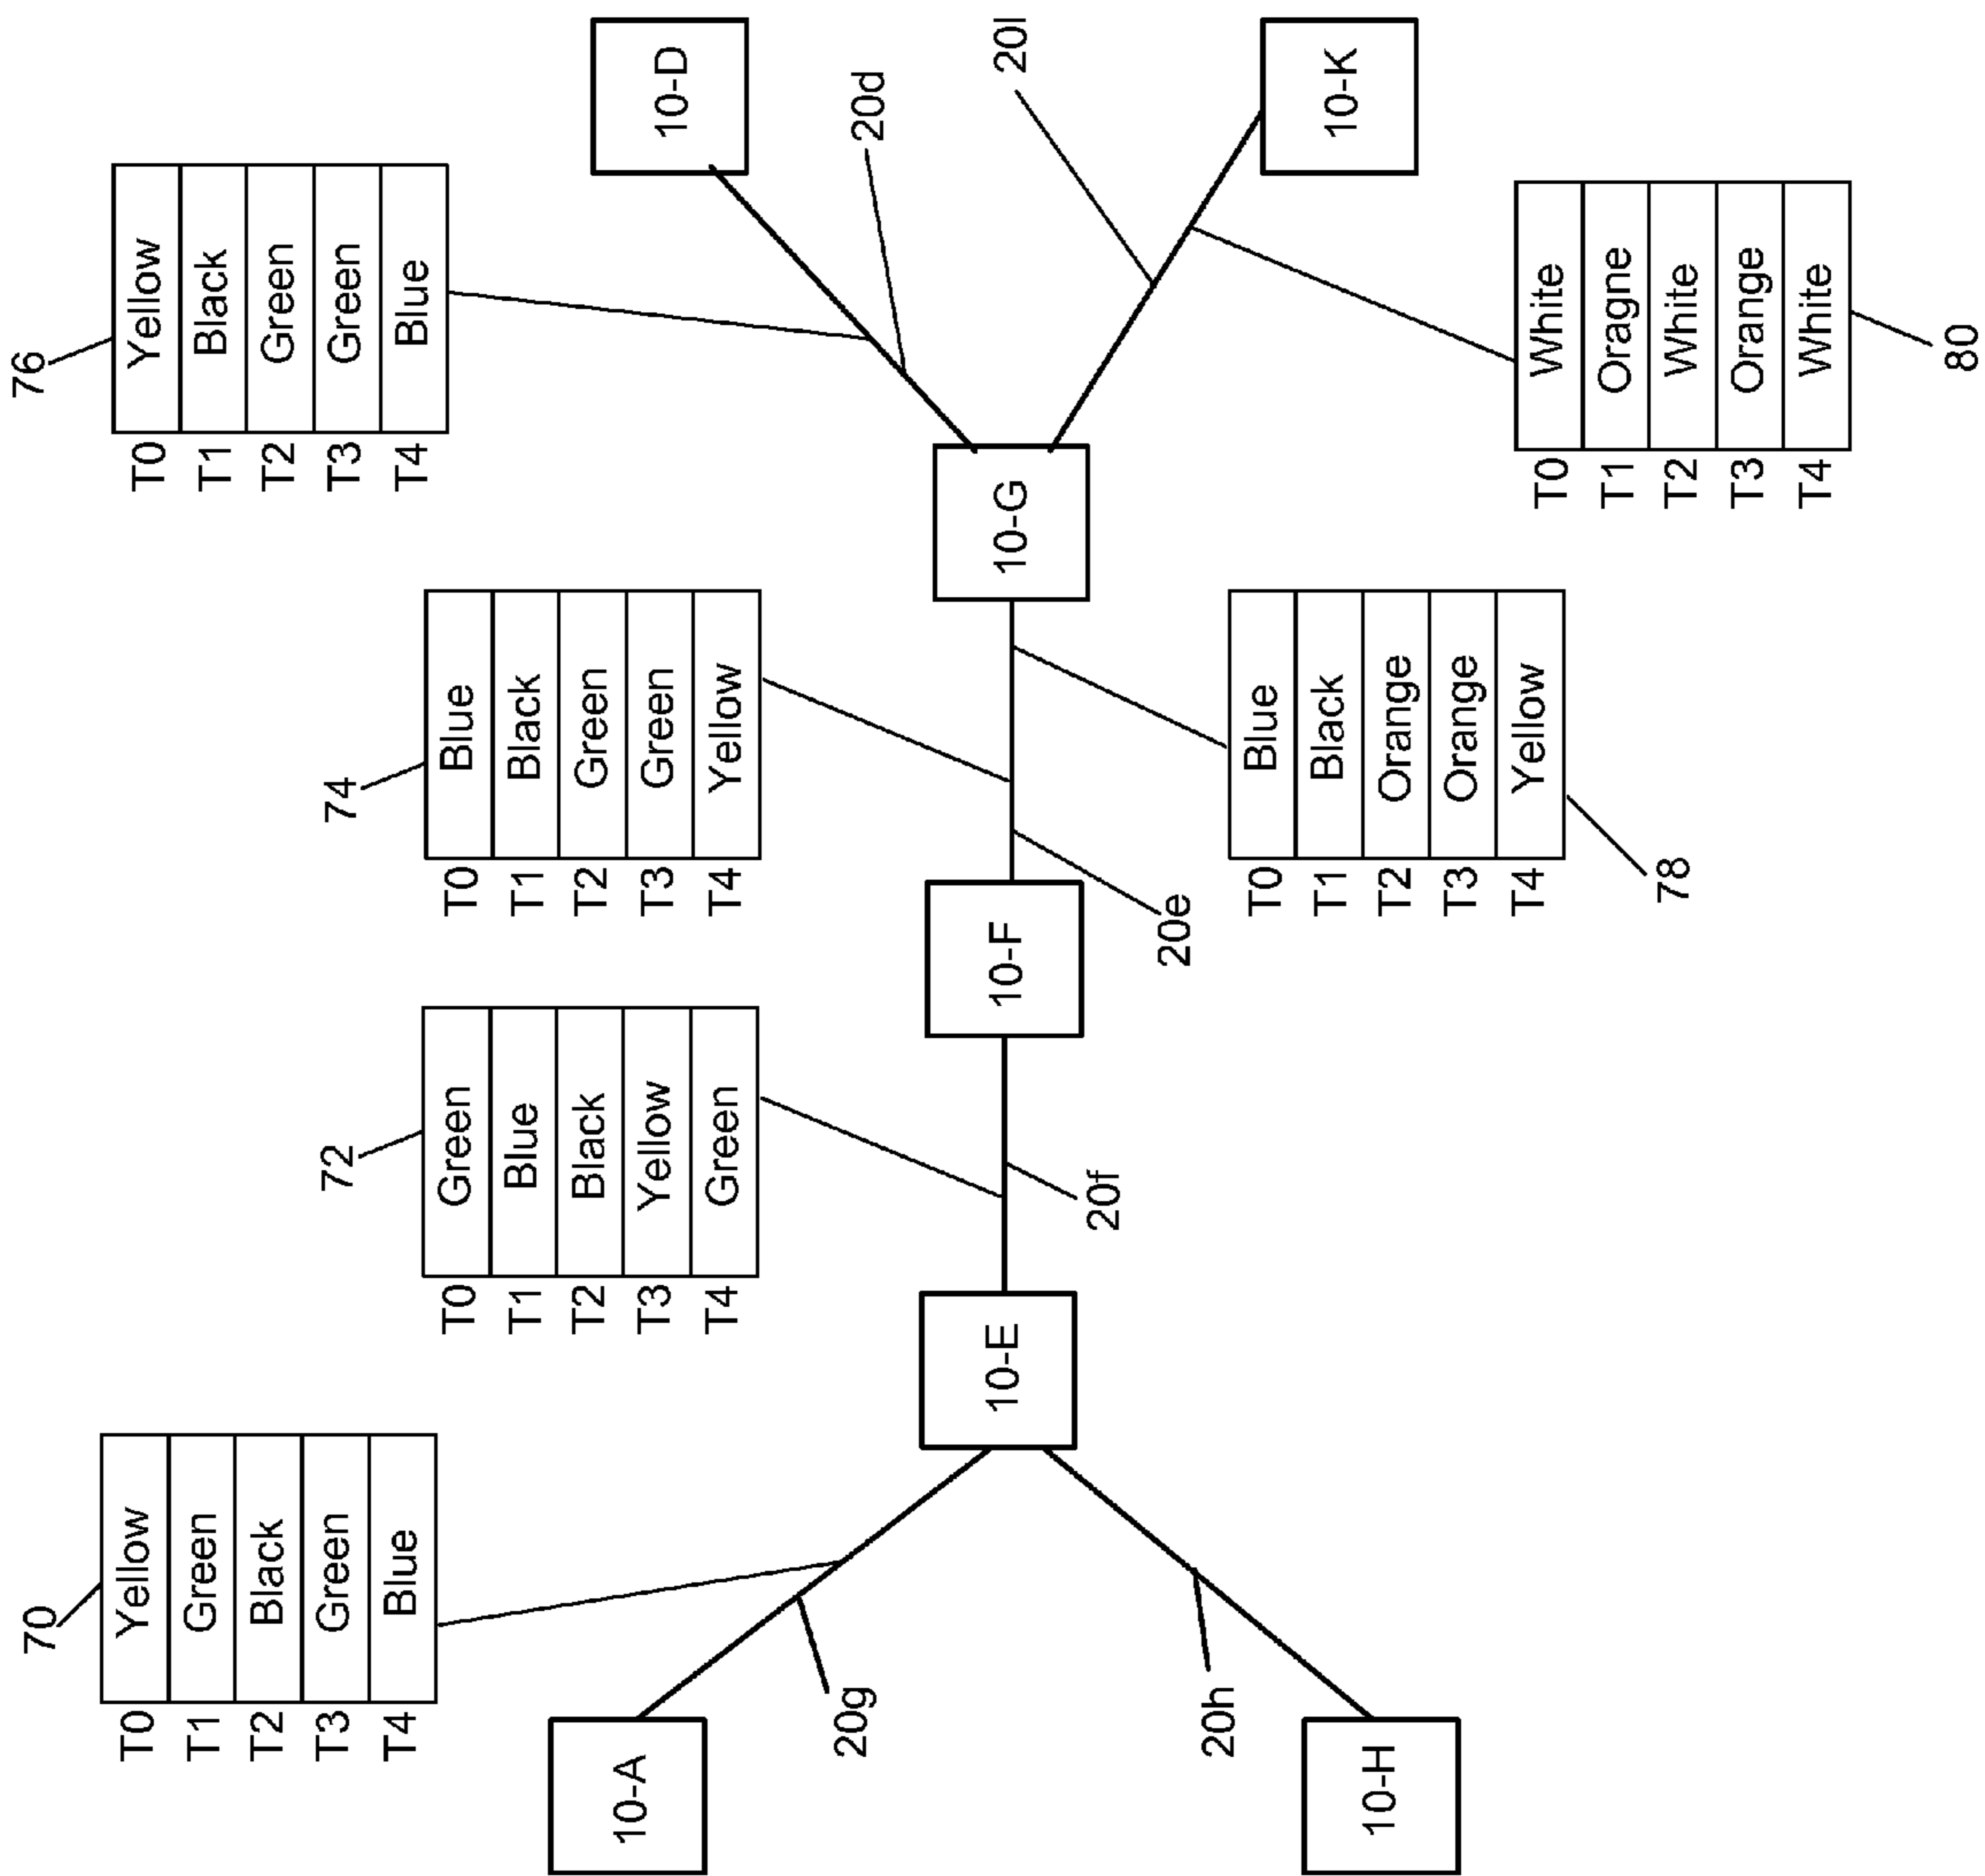 70
T0 Yellow
T1 Green
T2 Black
T3 Green
T4 Blue
72
T0 Green
T1 Blue
T2 Black
T3 Yellow
T4 Green
74
T0 Blue
T1 Black
T2 Green
T3 Green
T4 Yellow
76
T0 Yellow
T1 Black
T2 Green
T3 Green
T4 Blue
10-A
20g
20d
10-D
10-E
20f
10-F
20e
10-G
20l
10-H
20h
10-K
T0 Blue
T1 Black
T2 Orange
T3 Orange
T4 Yellow
78
T0 White
T1 Oragne
T2 White
T3 Orange
T4 White
80